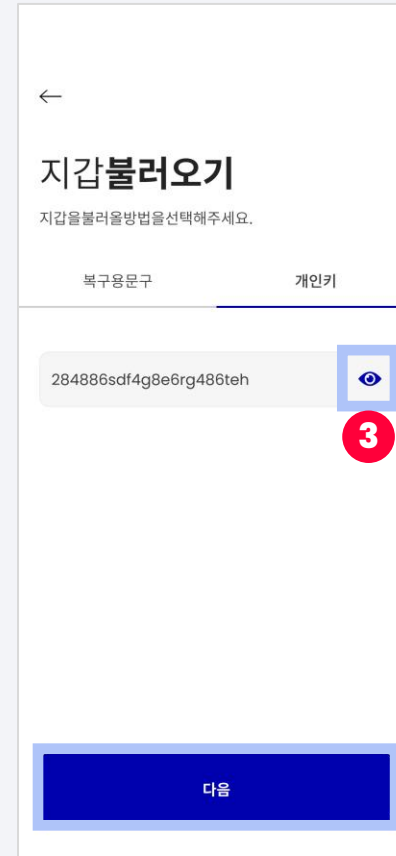 지갑불러오기
지갑을불러올방법을선택해주세요.
복구용문구 개인키
284886sdf4g8e6rg486teh
3
다음